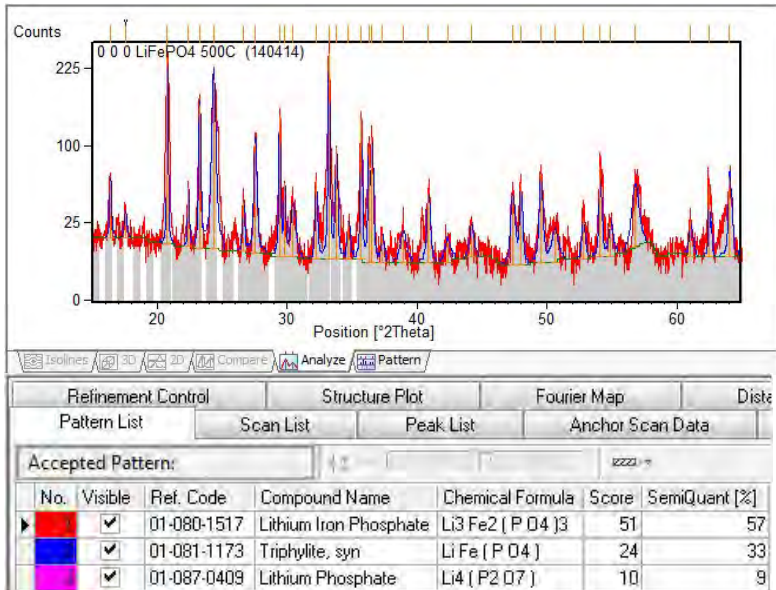 Counts
0 0 0 LiFePO4 500C (140414)
225
100
25
0
20 30 40 50 60
Position [°2Theta]
Isolines 3D 2D Compare Analyze Pattern
Refinement Control Structure Plot Fourier Map Dista
Pattern List Scan List Peak List Anchor Scan Data
Accepted Pattern:
No. Visible Ref. Code Compound Name Chemical Formula Score SemiQuant [%]
01-080-1517 Lithium Iron Phosphate Li3 Fe2 ( P O4 )3 51 57
01-081-1173 Triphylite, syn Li Fe ( P O4 ) 24 33
01-087-0409 Lithium Phosphate Li4 ( P2 O7 ) 10 9